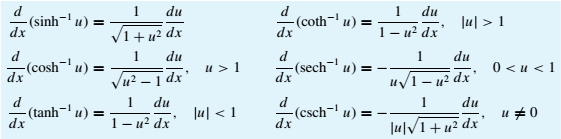 d/dx (sinh⁻¹ u) = 1/√(1 + u²) du/dx
d/dx (coth⁻¹ u) = 1/(1 − u²) du/dx, |u| > 1
d/dx (cosh⁻¹ u) = 1/√(u² − 1) du/dx, u > 1
d/dx (sech⁻¹ u) = − 1/(u√(1 − u²)) du/dx, 0 < u < 1
d/dx (tanh⁻¹ u) = 1/(1 − u²) du/dx, |u| < 1
d/dx (csch⁻¹ u) = − 1/(|u|√(1 + u²)) du/dx, u ≠ 0